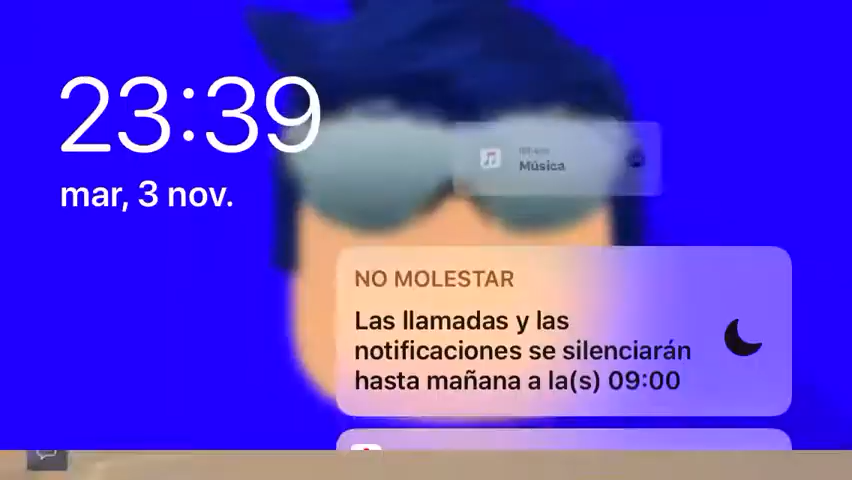 23:39
mar, 3 nov.
Música
NO MOLESTAR
Las llamadas y las
notificaciones se silenciarán
hasta mañana a la(s) 09:00